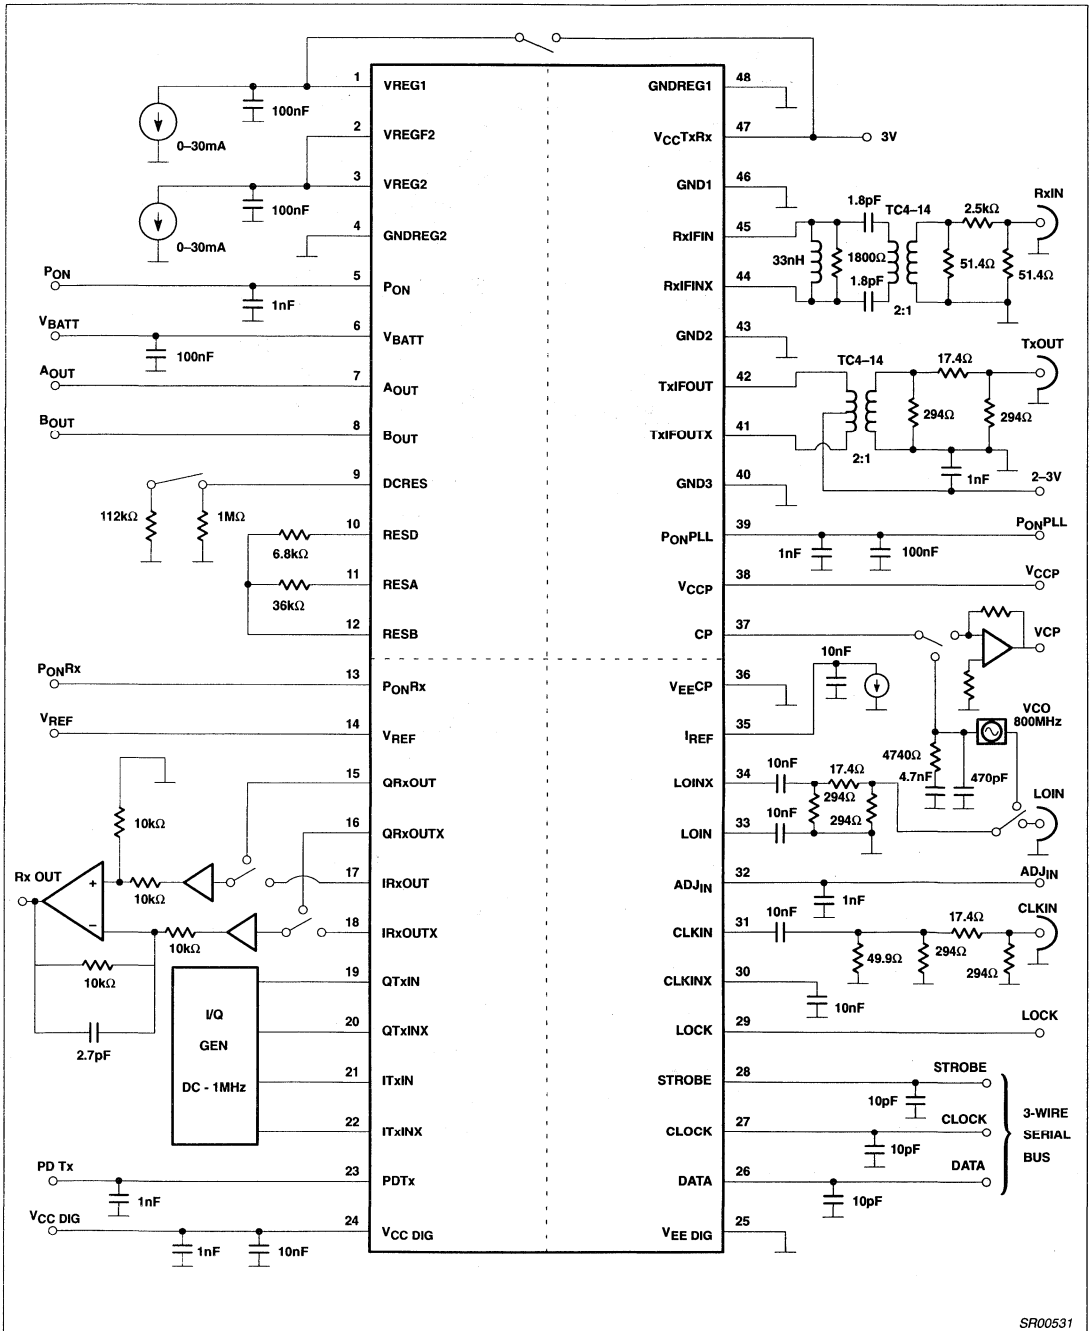 1 VREG1
100nF
0–30mA
2 VREGF2
3 VREG2
100nF
0–30mA
4 GNDREG2
PON 5 PON
1nF
VBATT 6 VBATT
100nF
AOUT 7 AOUT
BOUT 8 BOUT
9 DCRES
112kΩ 1MΩ
10 RESD
6.8kΩ
11 RESA
36kΩ
12 RESB
PONRx 13 PONRx
VREF 14 VREF
15 QRxOUT
10kΩ
16 QRxOUTX
Rx OUT
+
–
10kΩ
17 IRxOUT
10kΩ
18 IRxOUTX
10kΩ
2.7pF
19 QTxIN
I/Q
GEN
DC - 1MHz
20 QTxINX
21 ITxIN
22 ITxINX
PD Tx 23 PDTx
1nF
VCC DIG 24 VCC DIG
1nF 10nF
GNDREG1 48
VCCTxRx 47 3V
GND1 46
RxIN
1.8pF TC4–14 2.5kΩ
RxIFIN 45
33nH 1800Ω 51.4Ω 51.4Ω
RxIFINX 44 1.8pF
2:1
GND2 43
TxOUT
TC4–14 17.4Ω
TxIFOUT 42
294Ω 294Ω
TxIFOUTX 41
2:1
1nF
GND3 40 2–3V
PONPLL 39 PONPLL
1nF 100nF
VCCP 38 VCCP
CP 37 VCP
10nF
VEECP 36
VCO
800MHz
IREF 35
4740Ω
4.7nF 470pF
LOINX 34 10nF 17.4Ω
294Ω
LOIN
LOIN 33 10nF 294Ω
ADJIN 32 ADJIN
1nF
CLKIN 31 10nF 17.4Ω CLKIN
49.9Ω 294Ω 294Ω
CLKINX 30
10nF
LOCK 29 LOCK
STROBE 28 STROBE
10pF
CLOCK 27 CLOCK
10pF
DATA 26 DATA
10pF
3-WIRE
SERIAL
BUS
VEE DIG 25
SR00531